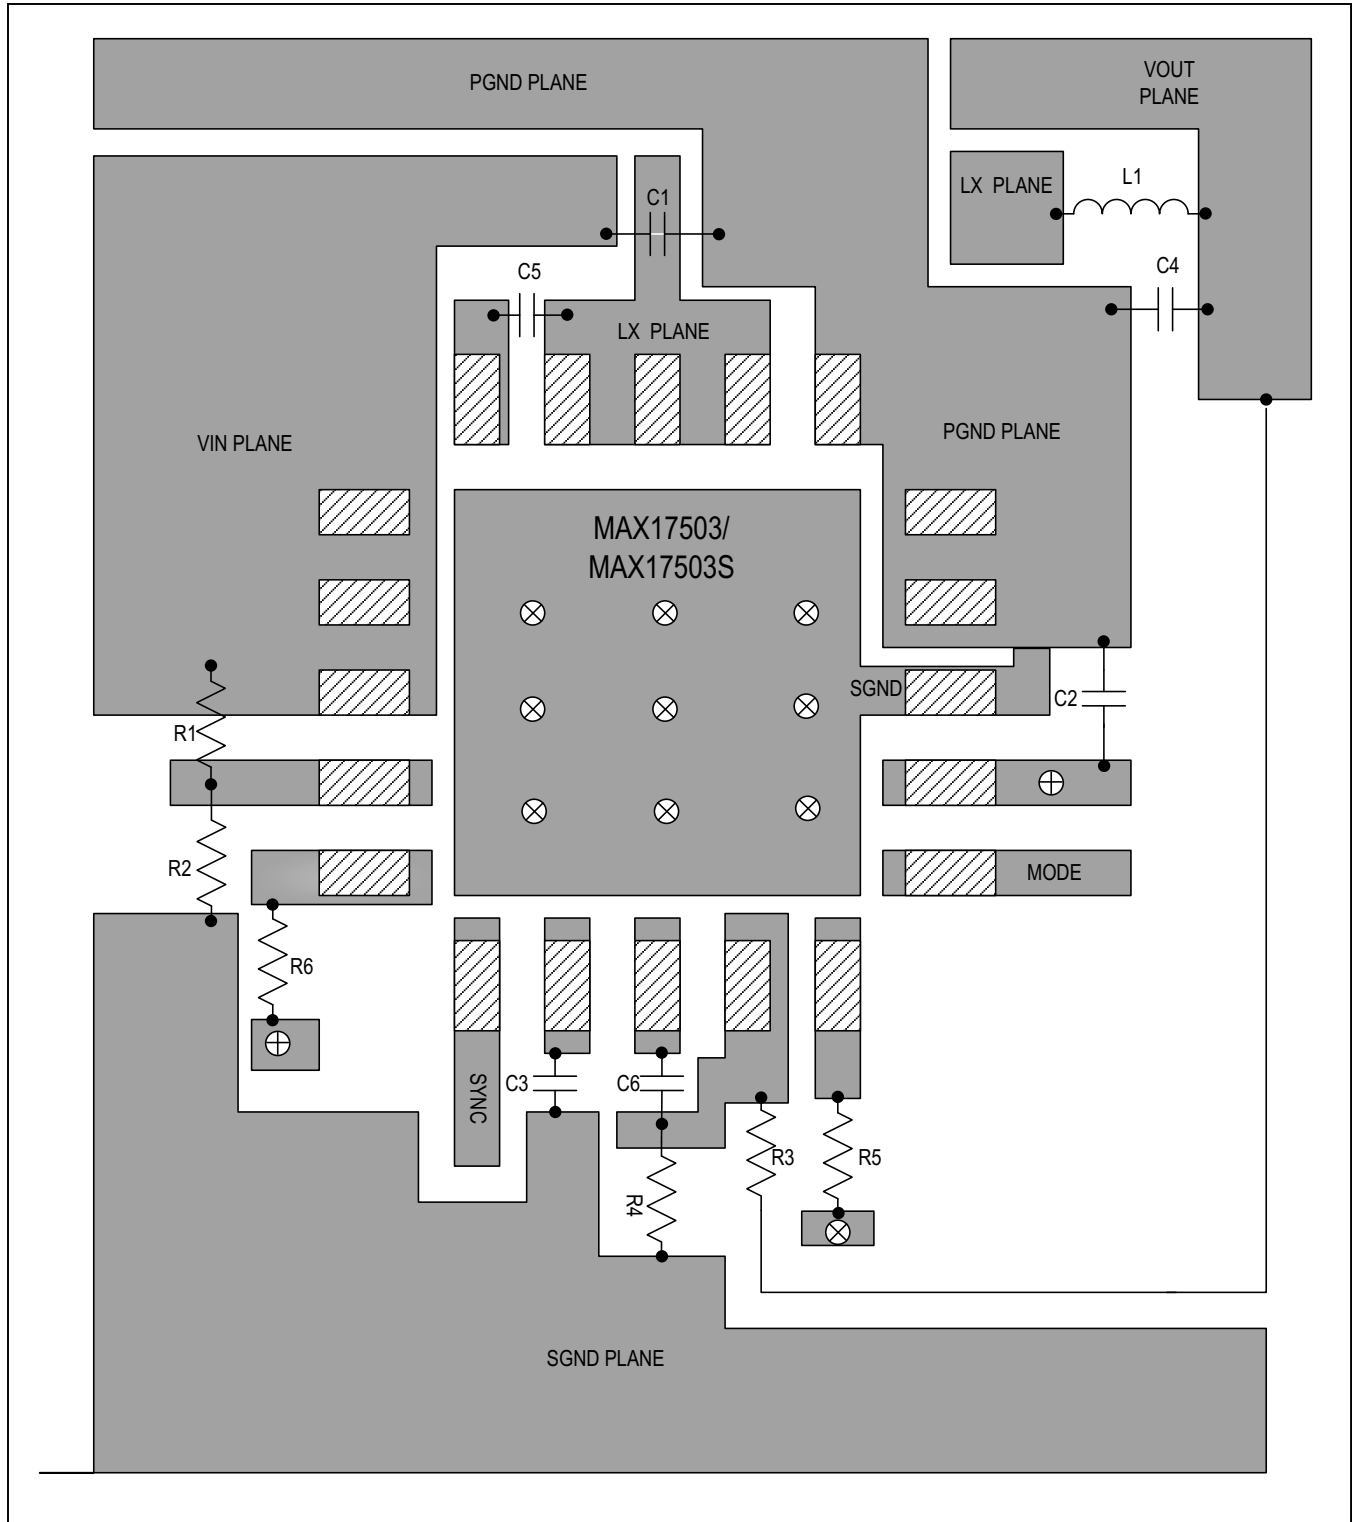 PGND PLANE
VOUT
PLANE
C1
LX PLANE
L1
C5
C4
LX PLANE
VIN PLANE
PGND PLANE
MAX17503/
MAX17503S
SGND
C2
R1
R2
MODE
R6
SYNC
C3
C6
R3
R5
R4
SGND PLANE